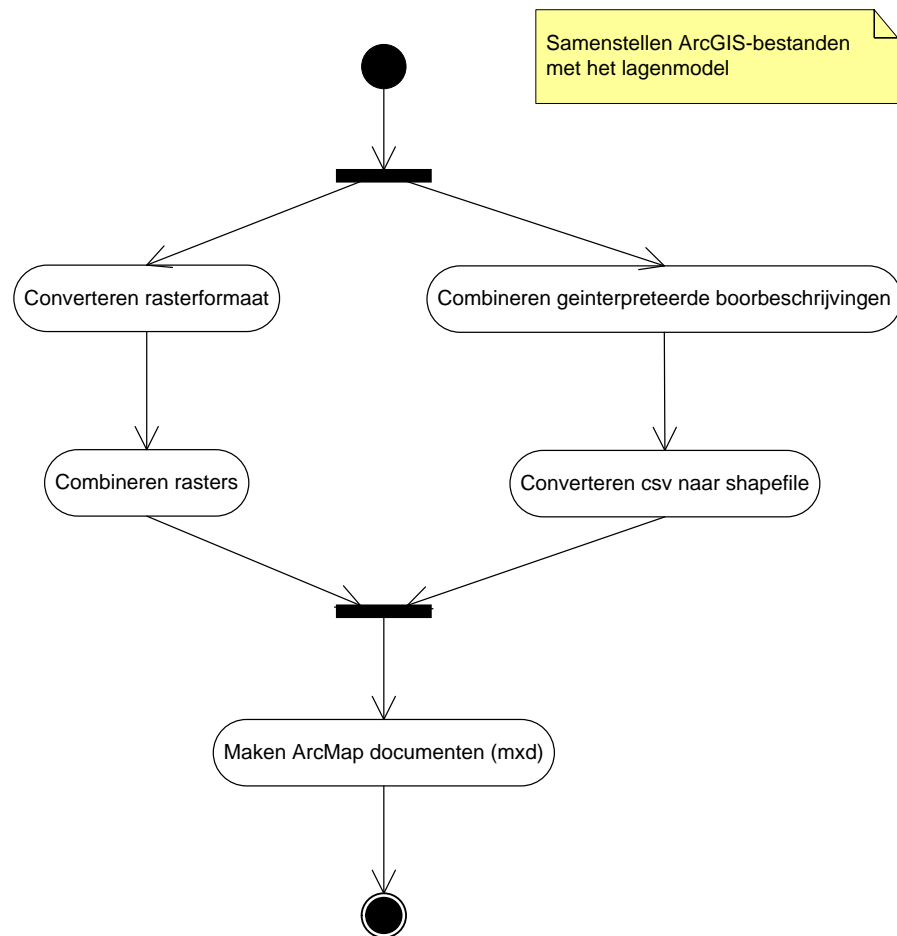 Samenstellen ArcGIS-bestanden
met het lagenmodel
Converteren rasterformaat
Combineren geinterpreteerde boorbeschrijvingen
Combineren rasters
Converteren csv naar shapefile
Maken ArcMap documenten (mxd)